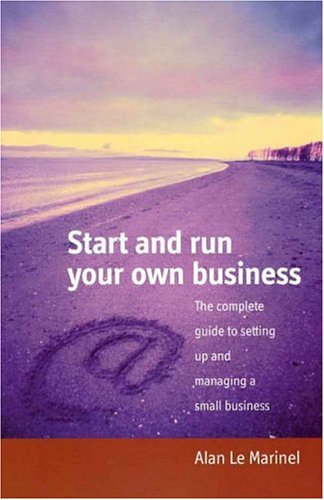 Start and run
your own business
The complete
guide to setting
up and
managing a
small business
@
Alan Le Marinel